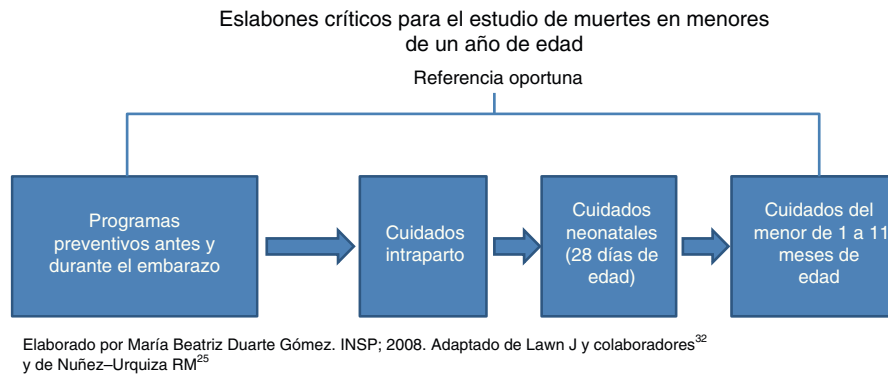 Eslabones críticos para el estudio de muertes en menores
de un año de edad
Referencia oportuna
Programas
preventivos antes y
durante el embarazo
Cuidados
intraparto
Cuidados
neonatales
(28 días de
edad)
Cuidados del
menor de 1 a 11
meses de
edad
Elaborado por María Beatriz Duarte Gómez. INSP; 2008. Adaptado de Lawn J y colaboradores32
y de Nuñez–Urquiza RM25